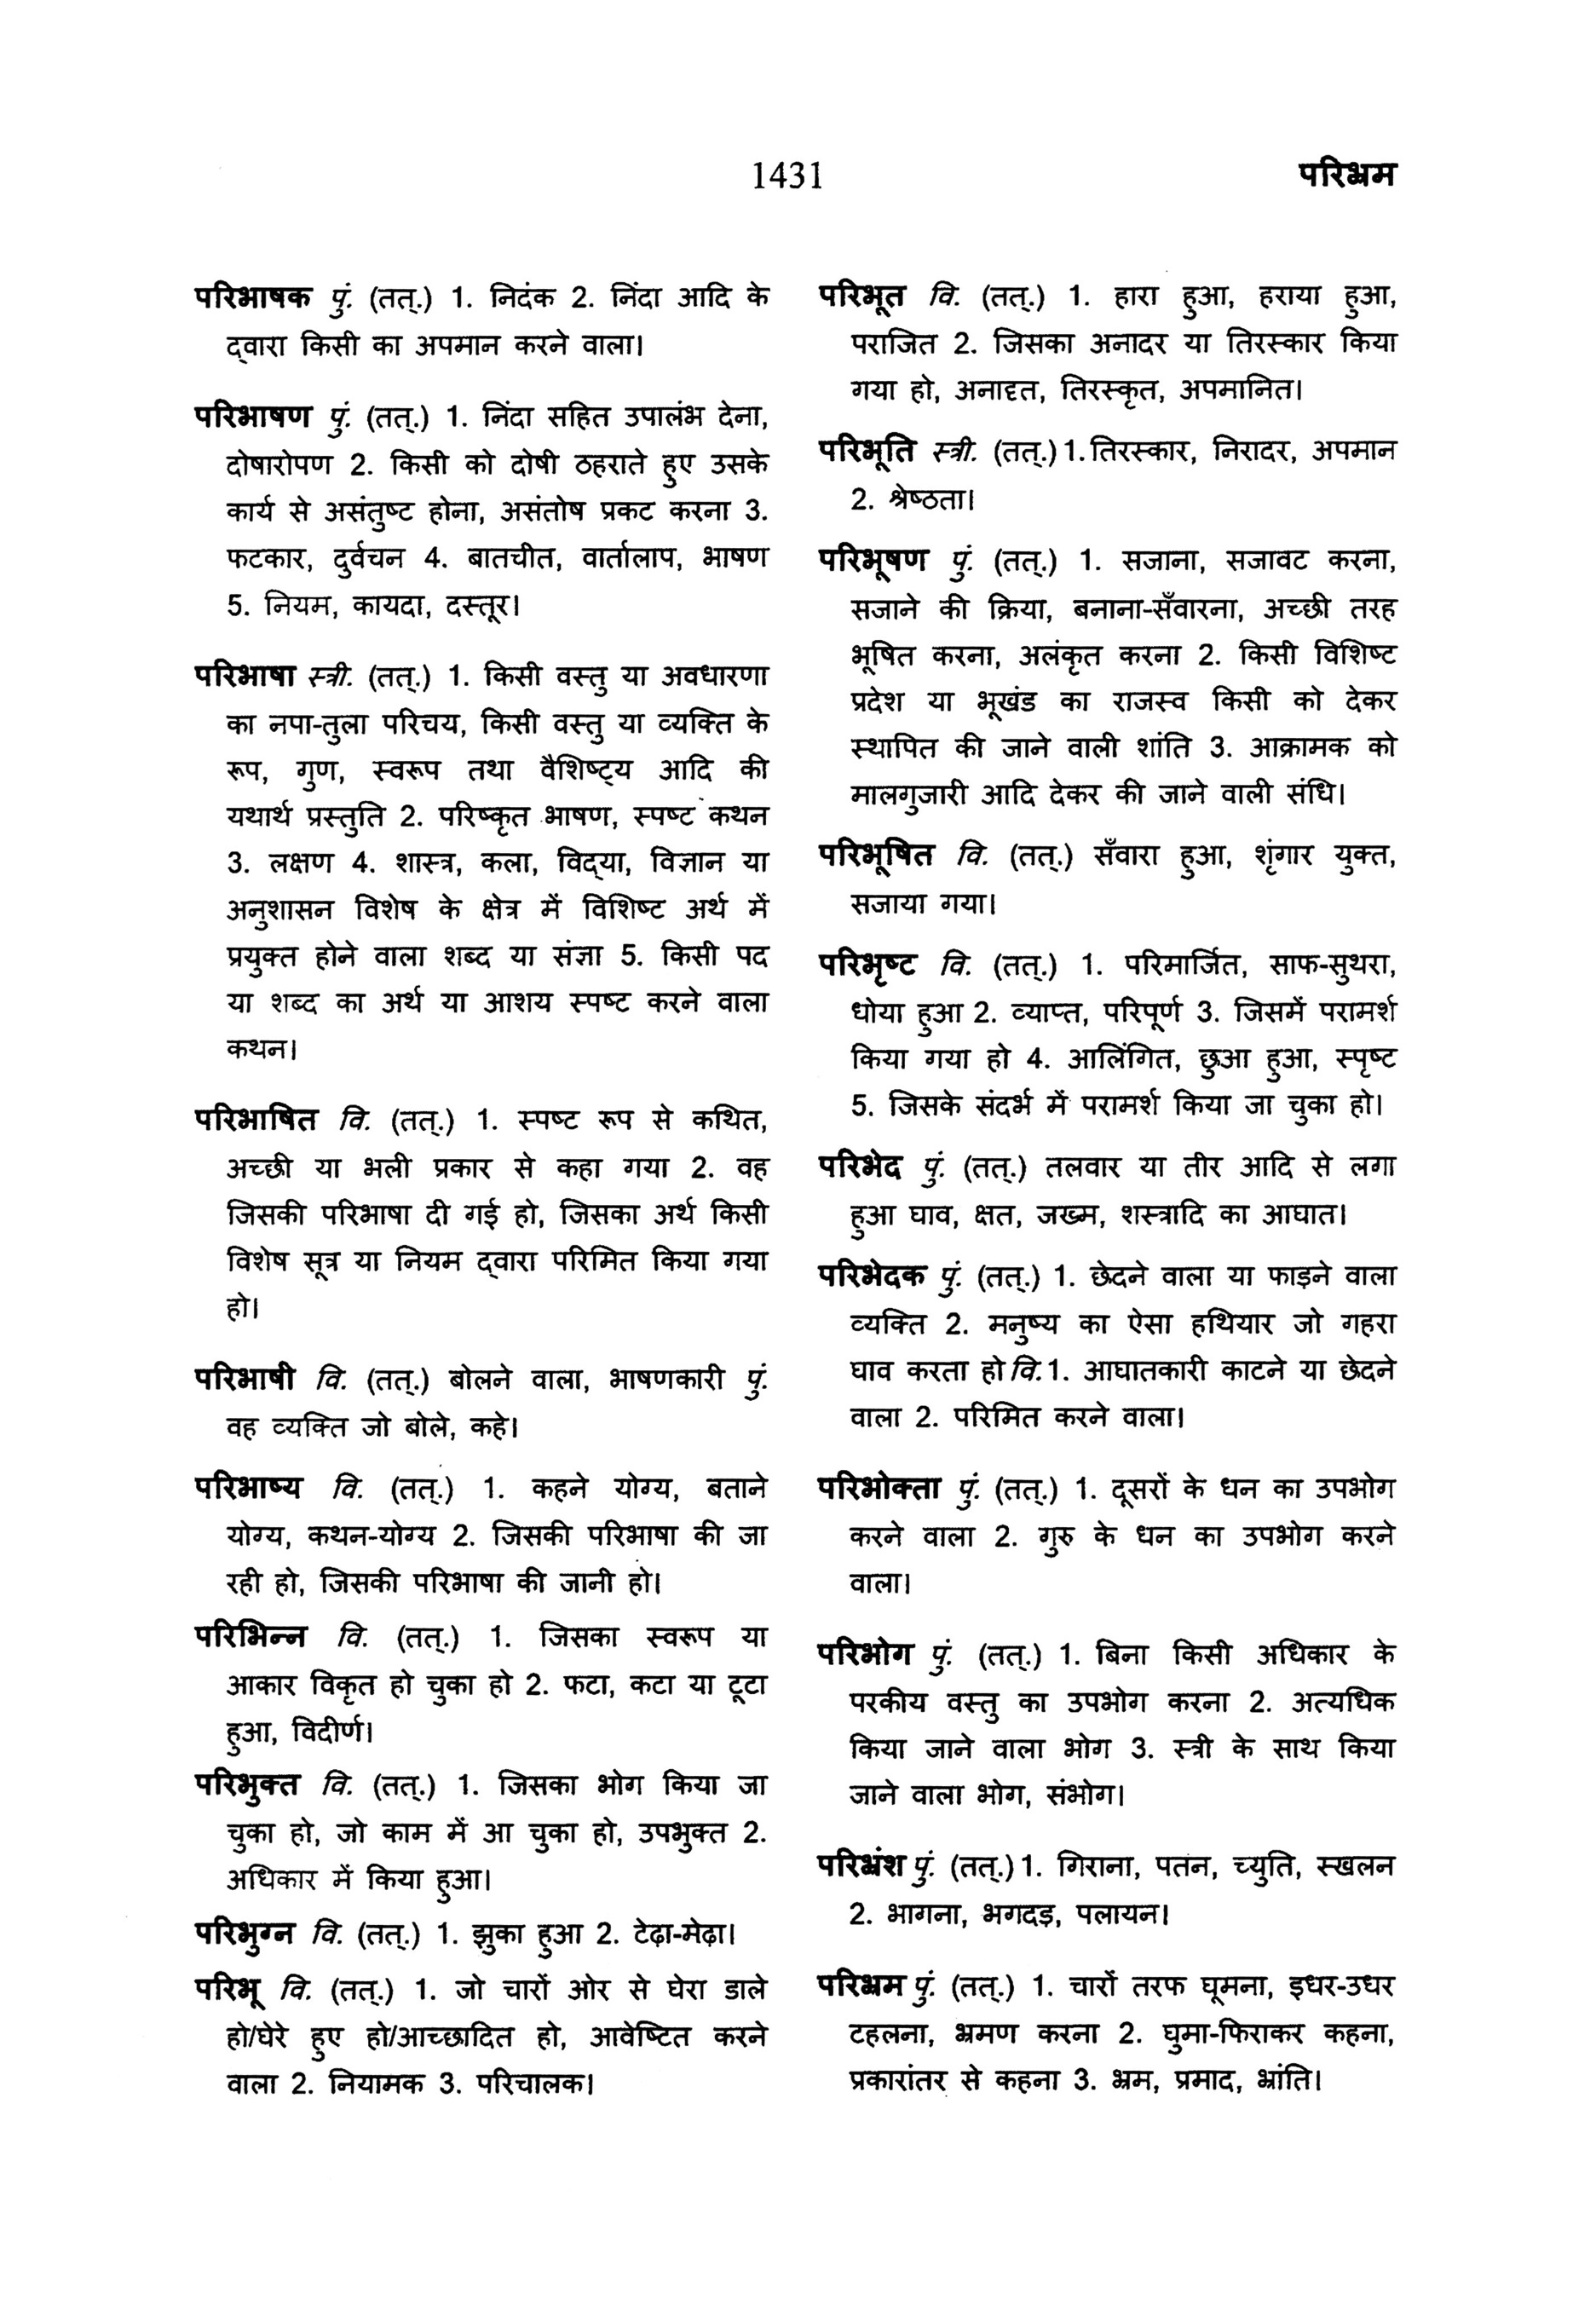 1431
परिभ्रम
परिभाषक पुं. (तत्.) 1. निदंक 2. निंदा आदि के
द्वारा किसी का अपमान करने वाला।
परिभाषण पुं. (तत्.) 1. निंदा सहित उपालंभ देना,
दोषारोपण 2. किसी को दोषी ठहराते हुए उसके
कार्य से असंतुष्ट होना, असंतोष प्रकट करना 3.
फटकार, दुर्वचन 4. बातचीत, वार्तालाप, भाषण
5. नियम, कायदा, दस्तूर।
परिभाषा स्त्री. (तत्.) 1. किसी वस्तु या अवधारणा
का नपा-तुला परिचय, किसी वस्तु या व्यक्ति के
रूप, गुण, स्वरूप तथा वैशिष्ट्य आदि की
यथार्थ प्रस्तुति 2. परिष्कृत भाषण, स्पष्ट कथन
3. लक्षण 4. शास्त्र, कला, विद्या, विज्ञान या
अनुशासन विशेष के क्षेत्र में विशिष्ट अर्थ में
प्रयुक्त होने वाला शब्द या संज्ञा 5. किसी पद
या शब्द का अर्थ या आशय स्पष्ट करने वाला
कथन।
परिभाषित वि. (तत्.) 1. स्पष्ट रूप से कथित,
अच्छी या भली प्रकार से कहा गया 2. वह
जिसकी परिभाषा दी गई हो, जिसका अर्थ किसी
विशेष सूत्र या नियम द्वारा परिमित किया गया
हो।
परिभाषी वि. (तत्.) बोलने वाला, भाषणकारी पुं.
वह व्यक्ति जो बोले, कहे।
परिभाष्य वि. (तत्.) 1. कहने योग्य, बताने
योग्य, कथन-योग्य 2. जिसकी परिभाषा की जा
रही हो, जिसकी परिभाषा की जानी हो।
परिभिन्न वि. (तत्.) 1. जिसका स्वरूप या
आकार विकृत हो चुका हो 2. फटा, कटा या टूटा
हुआ, विदीर्ण।
परिभुक्त वि. (तत्.) 1. जिसका भोग किया जा
चुका हो, जो काम में आ चुका हो, उपभुक्त 2.
अधिकार में किया हुआ।
परिभुग्न वि. (तत्.) 1. झुका हुआ 2. टेढ़ा-मेढ़ा।
परिभू वि. (तत्.) 1. जो चारों ओर से घेरा डाले
हो/घेरे हुए हो/आच्छादित हो, आवेष्टित करने
वाला 2. नियामक 3. परिचालक।
परिभूत वि. (तत्.) 1. हारा हुआ, हराया हुआ,
पराजित 2. जिसका अनादर या तिरस्कार किया
गया हो, अनादृत, तिरस्कृत, अपमानित।
परिभूति स्त्री. (तत्.) 1. तिरस्कार, निरादर, अपमान
2. श्रेष्ठता।
परिभूषण पुं. (तत्.) 1. सजाना, सजावट करना,
सजाने की क्रिया, बनाना-सँवारना, अच्छी तरह
भूषित करना, अलंकृत करना 2. किसी विशिष्ट
प्रदेश या भूखंड का राजस्व किसी को देकर
स्थापित की जाने वाली शांति 3. आक्रामक को
मालगुजारी आदि देकर की जाने वाली संधि।
परिभूषित वि. (तत्.) सँवारा हुआ, शृंगार युक्त,
सजाया गया।
परिभृष्ट वि. (तत्.) 1. परिमार्जित, साफ-सुथरा,
धोया हुआ 2. व्याप्त, परिपूर्ण 3. जिसमें परामर्श
किया गया हो 4. आलिंगित, छुआ हुआ, स्पृष्ट
5. जिसके संदर्भ में परामर्श किया जा चुका हो।
परिभेद पुं. (तत्.) तलवार या तीर आदि से लगा
हुआ घाव, क्षत, जख्म, शस्त्रादि का आघात।
परिभेदक पुं. (तत्.) 1. छेदने वाला या फाड़ने वाला
व्यक्ति 2. मनुष्य का ऐसा हथियार जो गहरा
घाव करता हो वि. 1. आघातकारी काटने या छेदने
वाला 2. परिमित करने वाला।
परिभोक्ता पुं. (तत्.) 1. दूसरों के धन का उपभोग
करने वाला 2. गुरु के धन का उपभोग करने
वाला।
परिभोग पुं. (तत्.) 1. बिना किसी अधिकार के
परकीय वस्तु का उपभोग करना 2. अत्यधिक
किया जाने वाला भोग 3. स्त्री के साथ किया
जाने वाला भोग, संभोग।
परिभ्रंश पुं. (तत्.) 1. गिराना, पतन, च्युति, स्खलन
2. भागना, भगदड़, पलायन।
परिभ्रम पुं. (तत्.) 1. चारों तरफ घूमना, इधर-उधर
टहलना, भ्रमण करना 2. घुमा-फिराकर कहना,
प्रकारांतर से कहना 3. भ्रम, प्रमाद, भ्रांति।